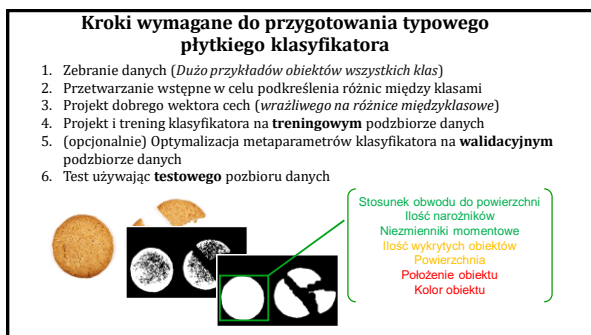 Kroki wymagane do przygotowania typowego
płytkiego klasyfikatora
1. Zebranie danych (Dużo przykładów obiektów wszystkich klas)
2. Przetwarzanie wstępne w celu podkreślenia różnic między klasami
3. Projekt dobrego wektora cech (wrażliwego na różnice międzyklasowe)
4. Projekt i trening klasyfikatora na treningowym podzbiorze danych
5. (opcjonalnie) Optymalizacja metaparametrów klasyfikatora na walidacyjnym
podzbiorze danych
6. Test używając testowego pozbioru danych
Stosunek obwodu do powierzchni
Ilość narożników
Niezmienniki momentowe
Ilość wykrytych obiektów
Powierzchnia
Położenie obiektu
Kolor obiektu